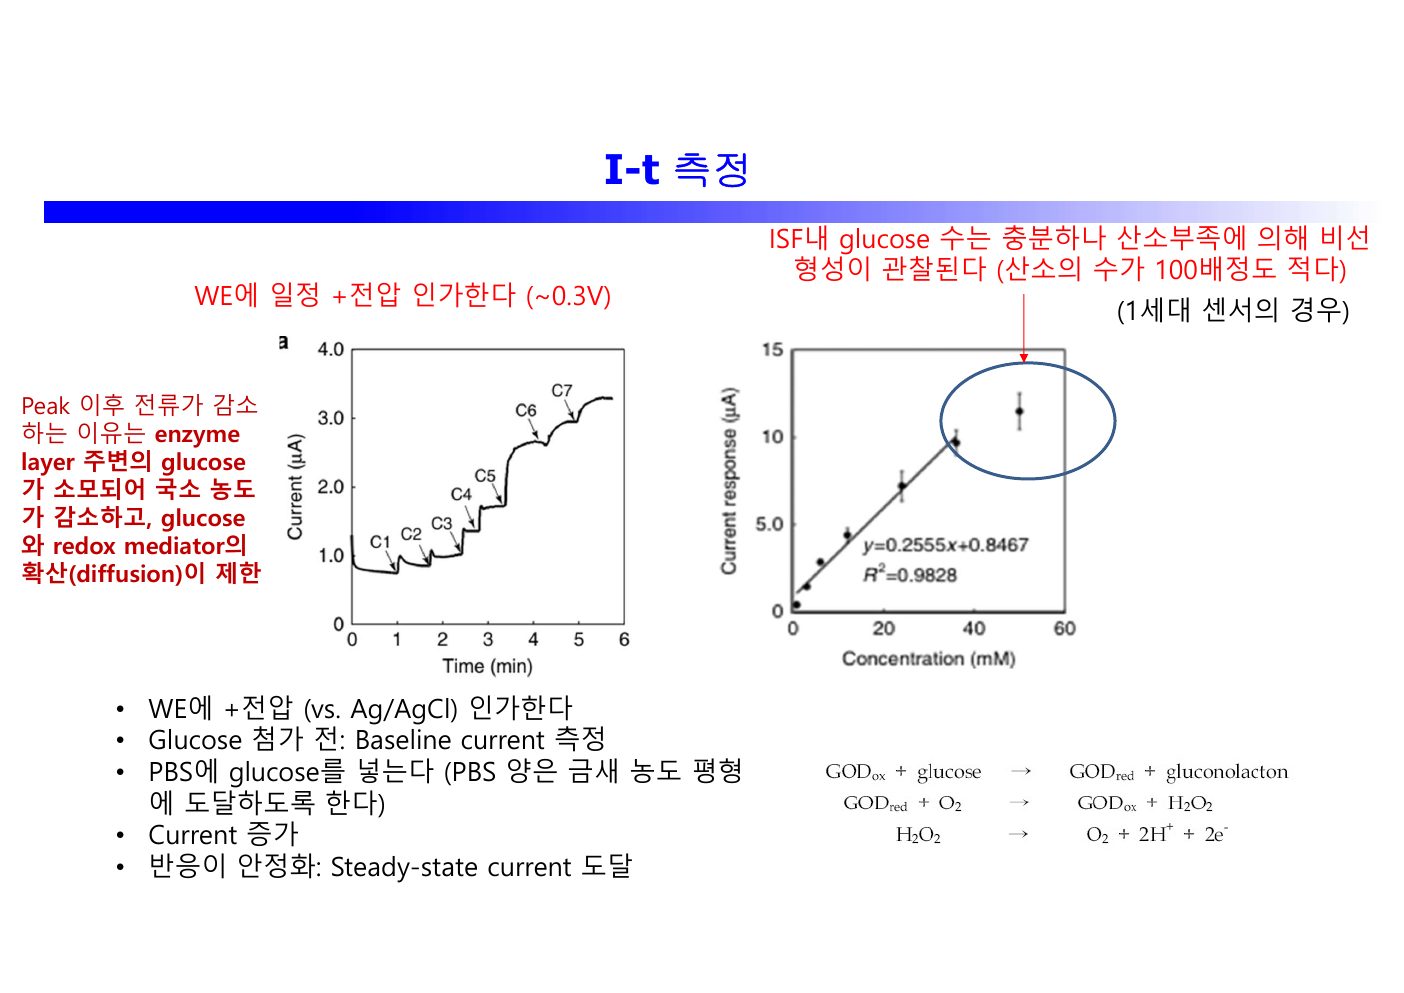 I-t 측정
ISF내 glucose 수는 충분하나 산소부족에 의해 비선
형성이 관찰된다 (산소의 수가 100배정도 적다)
(1세대 센서의 경우)
WE에 일정 +전압 인가한다 (~0.3V)
Peak 이후 전류가 감소
하는 이유는 enzyme
layer 주변의 glucose
가 소모되어 국소 농도
가 감소하고, glucose
와 redox mediator의
확산(diffusion)이 제한
a
4.0
3.0
2.0
1.0
0
Current (μA)
C1
C2
C3
C4
C5
C6
C7
0 1 2 3 4 5 6
Time (min)
15
10
5.0
0
Current response (μA)
y=0.2555x+0.8467
R²=0.9828
0 20 40 60
Concentration (mM)
• WE에 +전압 (vs. Ag/AgCl) 인가한다
• Glucose 첨가 전: Baseline current 측정
• PBS에 glucose를 넣는다 (PBS 양은 금새 농도 평형
에 도달하도록 한다)
• Current 증가
• 반응이 안정화: Steady-state current 도달
GODox + glucose → GODred + gluconolacton
GODred + O2 → GODox + H2O2
H2O2 → O2 + 2H+ + 2e-